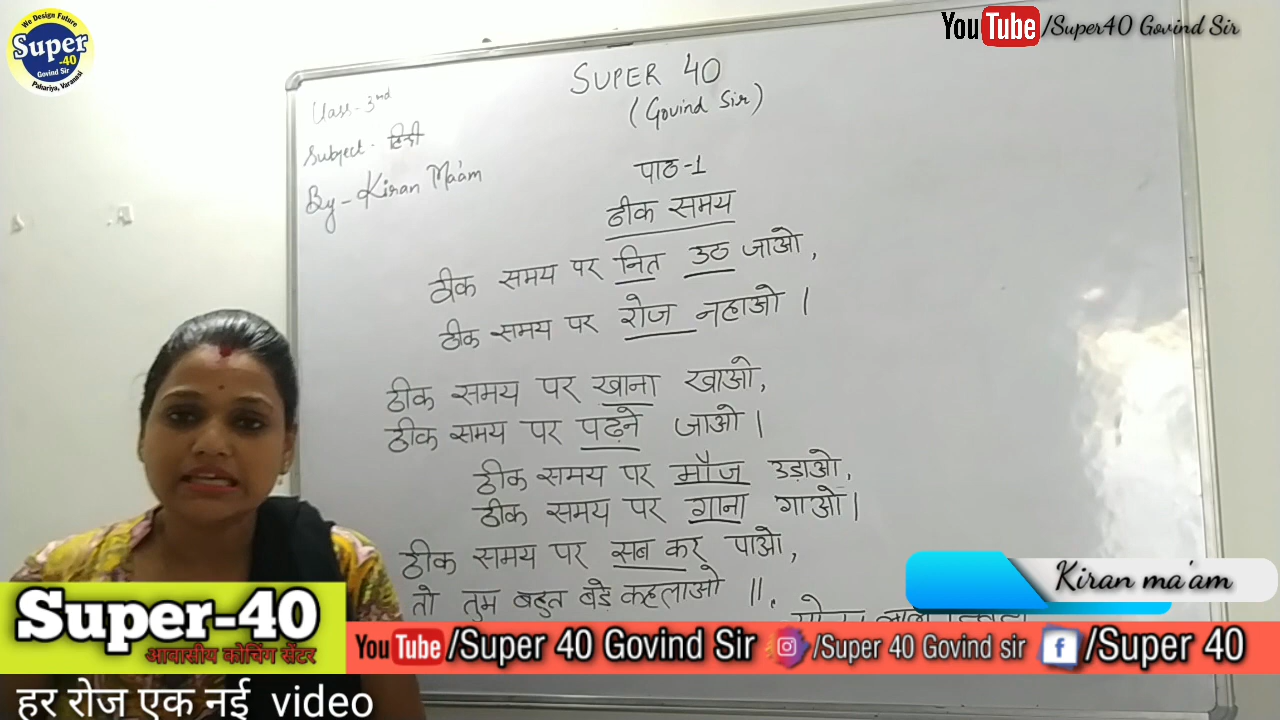 We Design Future
Super
-40
Govind Sir
Pahariya, Varanasi
YouTube/Super40 Govind Sir
Class-3nd
Subject- हिन्दी
By- Kiran Ma'am
SUPER 40
(Govind Sir)
पाठ-1
ठीक समय
ठीक समय पर नित उठ जाओ,
ठीक समय पर रोज नहाओ।
ठीक समय पर खाना खाओ,
ठीक समय पर पढ़ने जाओ।
ठीक समय पर मौज उड़ाओ,
ठीक समय पर गाना गाओ।
ठीक समय पर सब कर पाओ,
तो तुम बहुत बड़े कहलाओ॥
Kiran ma'am
Super-40
आवासीय कोचिंग सेंटर
YouTube/Super 40 Govind Sir /Super 40 Govind sir f/Super 40
हर रोज एक नई video